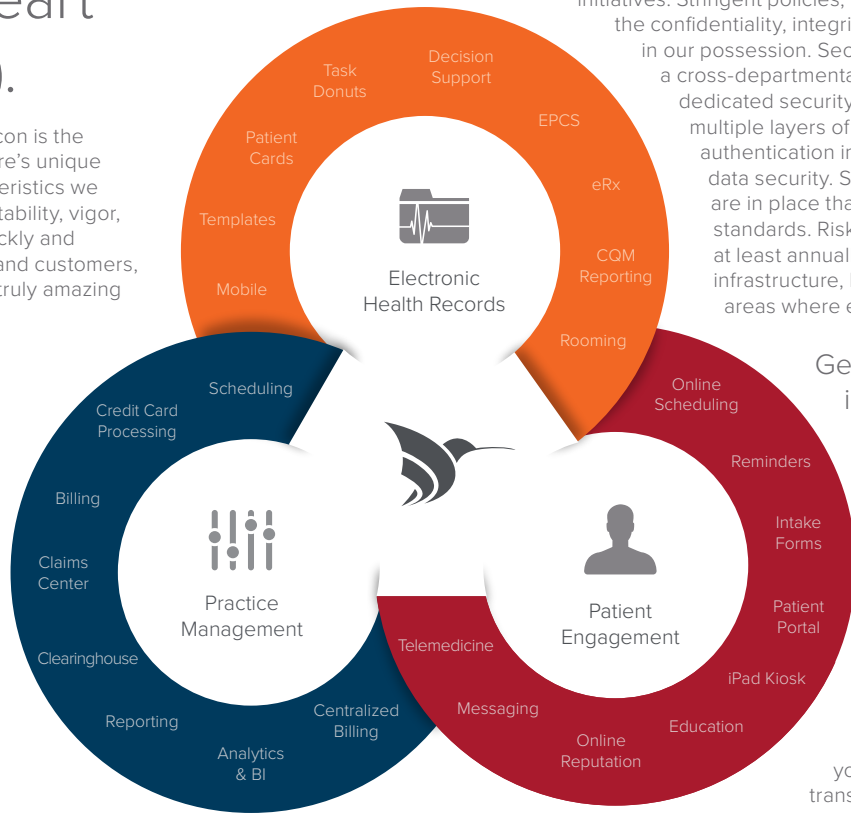 eart
).
con is the
re's unique
eristics we
tability, vigor,
ckly and
and customers,
truly amazing
initiatives. Stringent policies,
the confidentiality, integri
in our possession. Sec
a cross-departmenta
dedicated security
multiple layers of
authentication in
data security. S
are in place tha
standards. Risk
at least annual
infrastructure,
areas where e
Ge
i
yo
trans
Mobile
Templates
Patient
Cards
Task
Donuts
Decision
Support
EPCS
eRx
CQM
Reporting
Rooming
Electronic
Health Records
Scheduling
Credit Card
Processing
Billing
Claims
Center
Clearinghouse
Reporting
Analytics
& BI
Centralized
Billing
Practice
Management
Online
Scheduling
Reminders
Intake
Forms
Patient
Portal
iPad Kiosk
Education
Online
Reputation
Messaging
Telemedicine
Patient
Engagement